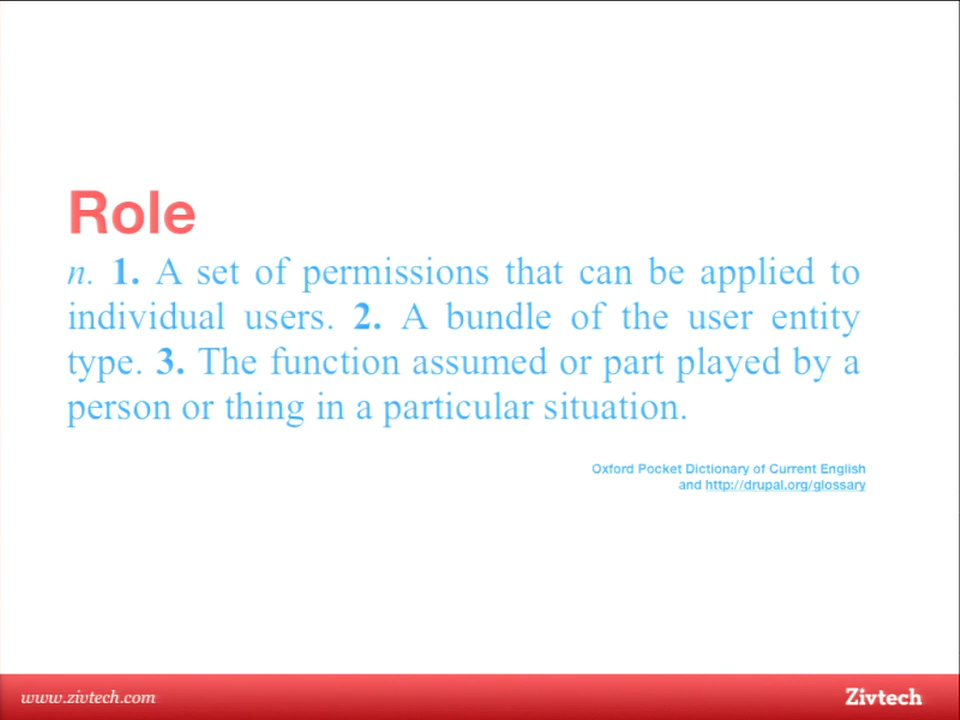 Role
n. 1. A set of permissions that can be applied to
individual users. 2. A bundle of the user entity
type. 3. The function assumed or part played by a
person or thing in a particular situation.
Oxford Pocket Dictionary of Current English
and http://drupal.org/glossary
www.zivtech.com
Zivtech